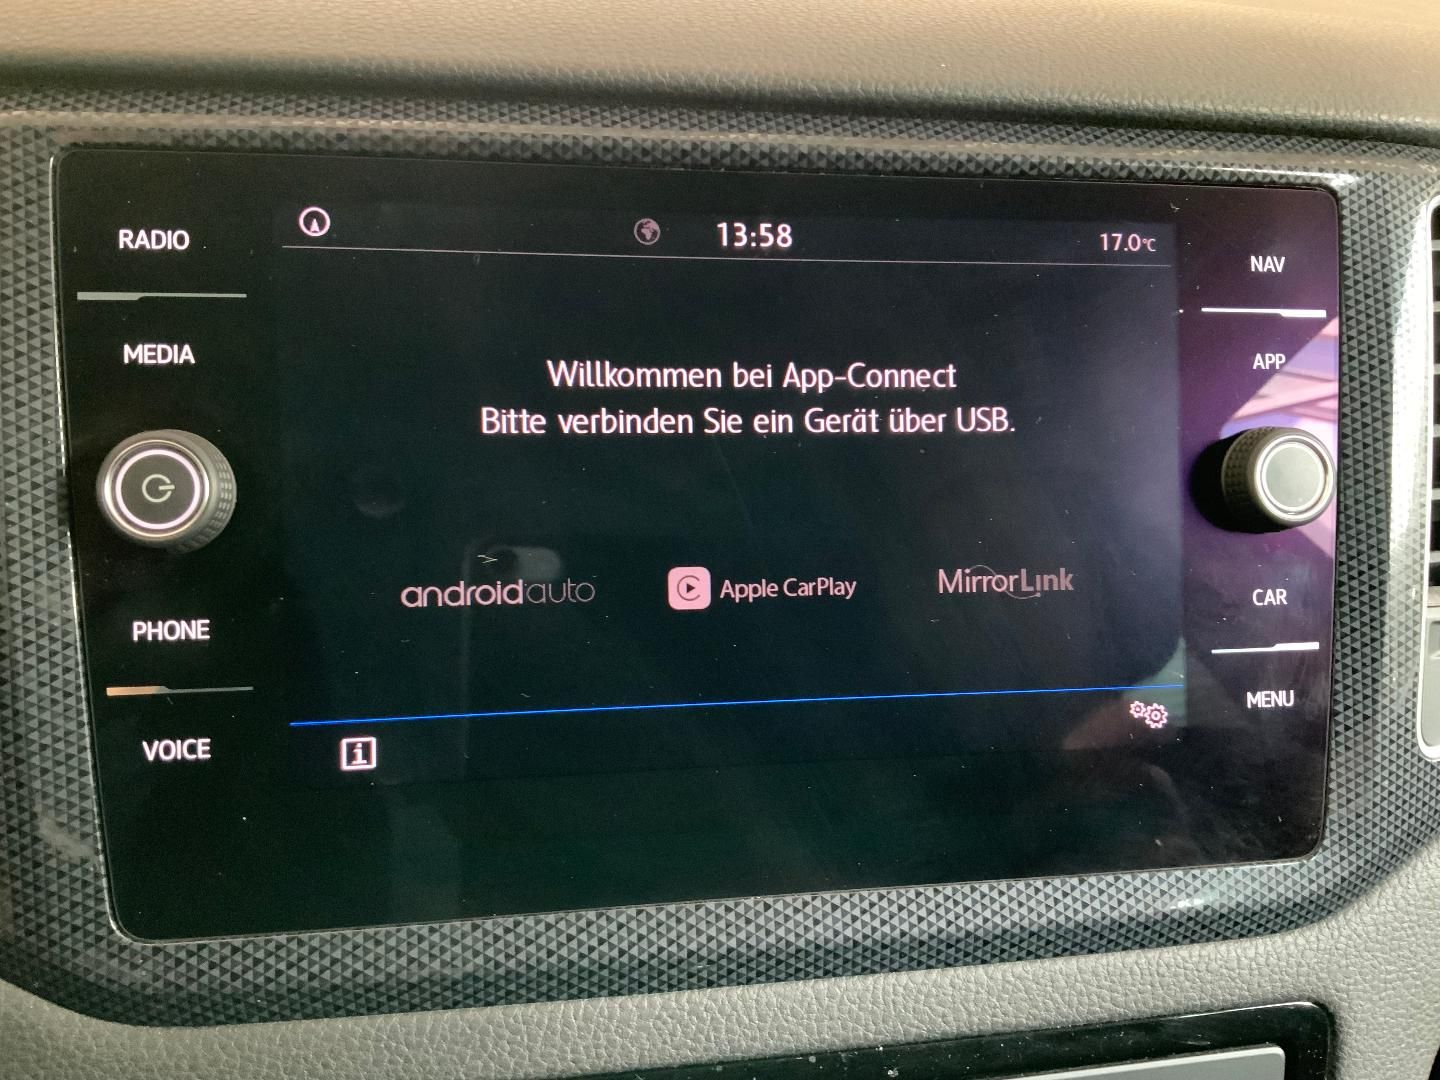 RADIO
MEDIA
PHONE
VOICE
13:58
17.0°C
Willkommen bei App-Connect
Bitte verbinden Sie ein Gerät über USB.
androidauto
Apple CarPlay
MirrorLink
i
NAV
APP
CAR
MENU